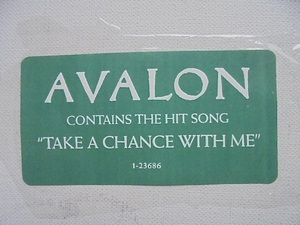 AVALON
CONTAINS THE HIT SONG
“TAKE A CHANCE WITH ME”
1-23686